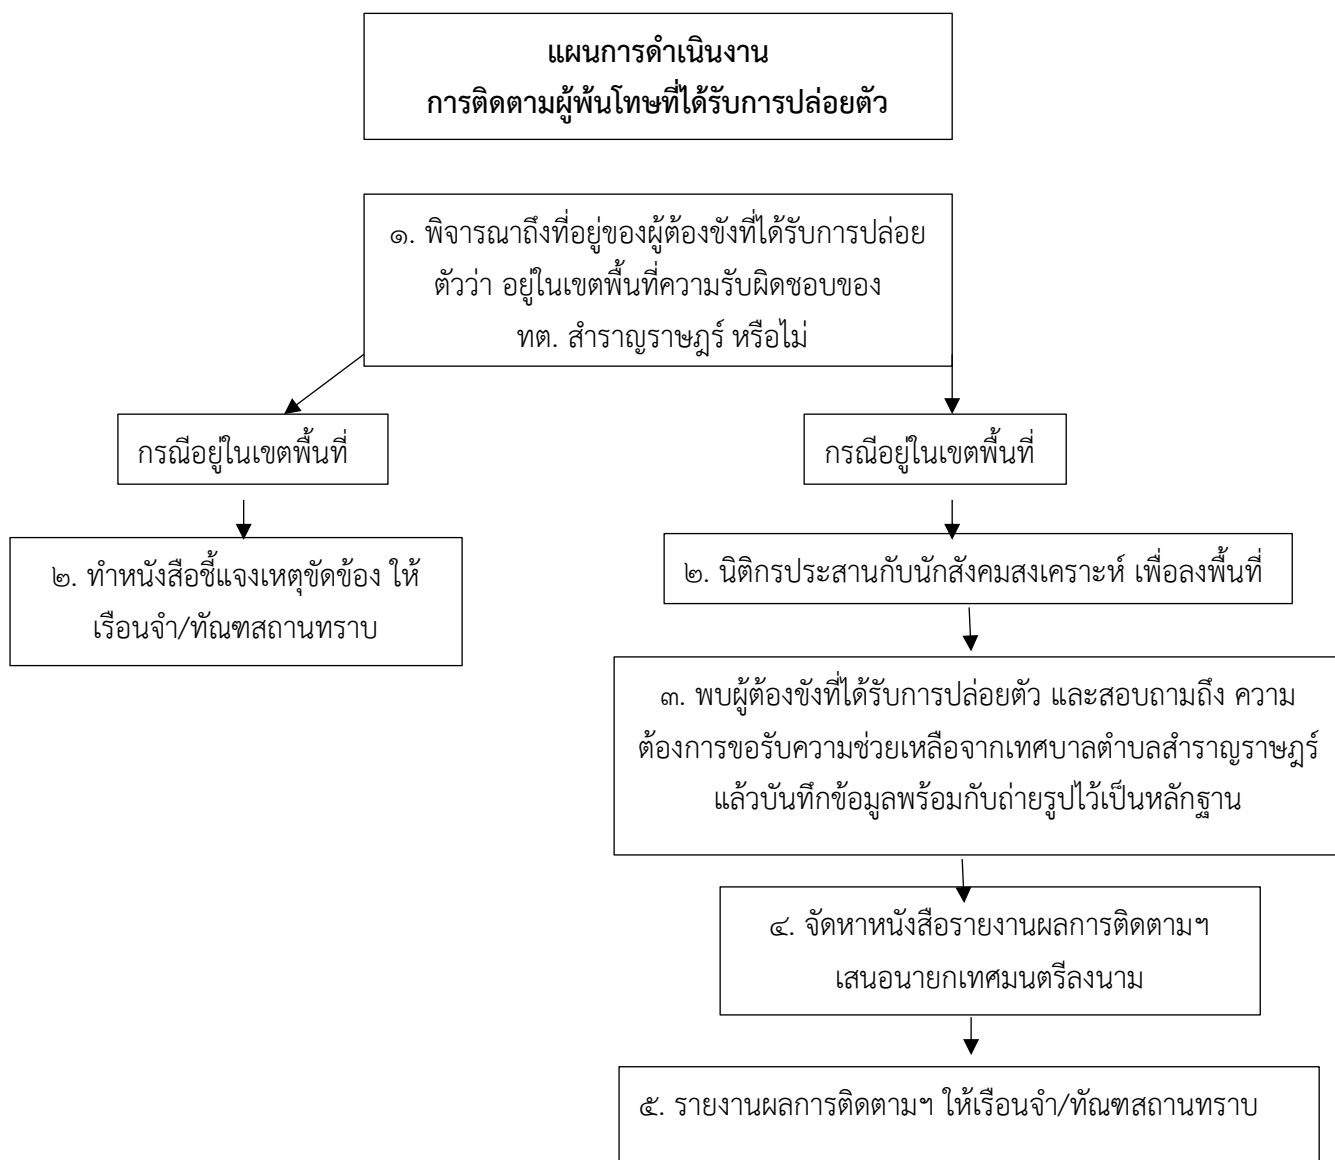 แผนการดำเนินงาน
การติดตามผู้พ้นโทษที่ได้รับการปล่อยตัว
๑. พิจารณาถึงที่อยู่ของผู้ต้องขังที่ได้รับการปล่อย
ตัวว่า อยู่ในเขตพื้นที่ความรับผิดชอบของ
ทต. สำราญราษฎร์ หรือไม่
กรณีอยู่ในเขตพื้นที่
๒. ทำหนังสือชี้แจงเหตุขัดข้อง ให้
เรือนจำ/ทัณฑสถานทราบ
กรณีอยู่ในเขตพื้นที่
๒. นิติกรประสานกับนักสังคมสงเคราะห์ เพื่อลงพื้นที่
๓. พบผู้ต้องขังที่ได้รับการปล่อยตัว และสอบถามถึง ความ
ต้องการขอรับความช่วยเหลือจากเทศบาลตำบลสำราญราษฎร์
แล้วบันทึกข้อมูลพร้อมกับถ่ายรูปไว้เป็นหลักฐาน
๔. จัดหาหนังสือรายงานผลการติดตามฯ
เสนอนายกเทศมนตรีลงนาม
๕. รายงานผลการติดตามฯ ให้เรือนจำ/ทัณฑสถานทราบ